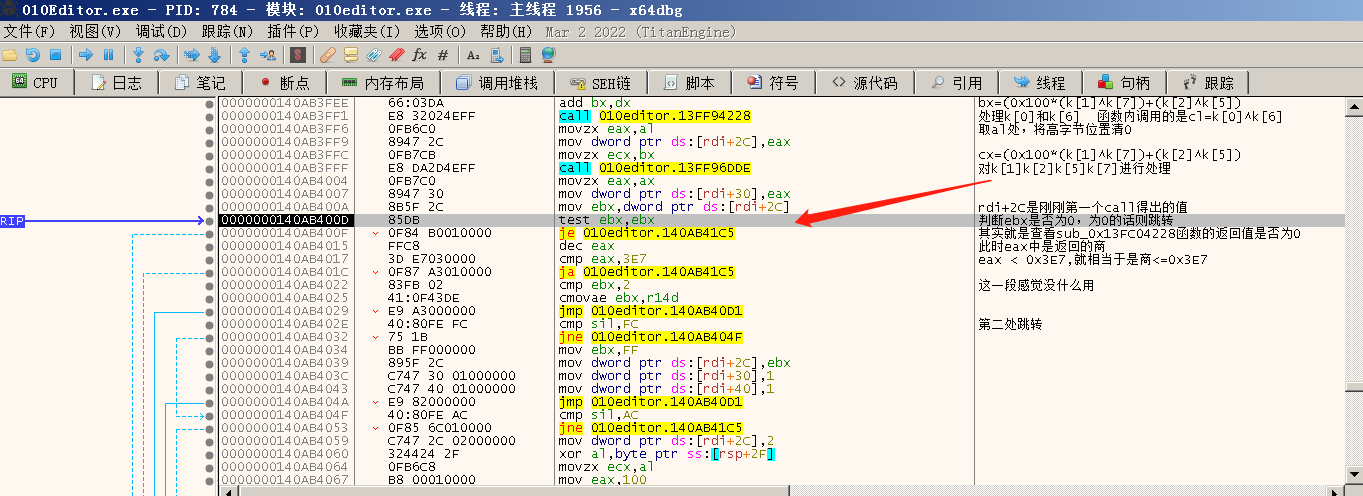 010Editor.exe - PID: 784 - 模块: 010editor.exe - 线程: 主线程 1956 - x64dbg
文件(F) 视图(V) 调试(D) 跟踪(N) 插件(P) 收藏夹(I) 选项(O) 帮助(H) Mar 2 2022 (TitanEngine)
CPU 日志 笔记 断点 内存布局 调用堆栈 SEH链 脚本 符号 源代码 引用 线程 句柄 跟踪
0000000140AB3FEE 66:03DA add bx,dx bx=(0x100*(k[1]^k[7])+(k[2]^k[5])
0000000140AB3FF1 E8 32024EFF call 010editor.13FF94228 处理k[0]和k[6] 函数内调用的是cl=k[0]^k[6]
0000000140AB3FF6 0FB6C0 movzx eax,al 取al处，将高字节位置清0
0000000140AB3FF9 8947 2C mov dword ptr ds:[rdi+2C],eax
0000000140AB3FFC 0FB7CB movzx ecx,bx cx=(0x100*(k[1]^k[7])+(k[2]^k[5])
0000000140AB3FFF E8 DA2D4EFF call 010editor.13FF96DDE 对k[1]k[2]k[5]k[7]进行处理
0000000140AB4004 0FB7C0 movzx eax,ax
0000000140AB4007 8947 30 mov dword ptr ds:[rdi+30],eax
0000000140AB400A 8B5F 2C mov ebx,dword ptr ds:[rdi+2C] rdi+2C是刚刚第一个call得出的值
RIP 0000000140AB400D 85DB test ebx,ebx 判断ebx是否为0，为0的话则跳转
0000000140AB400F 0F84 B0010000 je 010editor.140AB41C5 其实就是查看sub_0x13FC04228函数的返回值是否为0
0000000140AB4015 FFC8 dec eax 此时eax中是返回的商
0000000140AB4017 3D E7030000 cmp eax,3E7 eax < 0x3E7,就相当于是商<=0x3E7
0000000140AB401C 0F87 A3010000 ja 010editor.140AB41C5
0000000140AB4022 83FB 02 cmp ebx,2 这一段感觉没什么用
0000000140AB4025 41:0F43DE cmovae ebx,r14d
0000000140AB4029 E9 A3000000 jmp 010editor.140AB40D1
0000000140AB402E 40:80FE FC cmp sil,FC 第二处跳转
0000000140AB4032 75 1B jne 010editor.140AB404F
0000000140AB4034 BB FF000000 mov ebx,FF
0000000140AB4039 895F 2C mov dword ptr ds:[rdi+2C],ebx
0000000140AB403C C747 30 01000000 mov dword ptr ds:[rdi+30],1
0000000140AB4043 C747 40 01000000 mov dword ptr ds:[rdi+40],1
0000000140AB404A E9 82000000 jmp 010editor.140AB40D1
0000000140AB404F 40:80FE AC cmp sil,AC
0000000140AB4053 0F85 6C010000 jne 010editor.140AB41C5
0000000140AB4059 C747 2C 02000000 mov dword ptr ds:[rdi+2C],2
0000000140AB4060 324424 2F xor al,byte ptr ss:[rsp+2F]
0000000140AB4064 0FB6C8 movzx ecx,al
0000000140AB4067 B8 00010000 mov eax,100